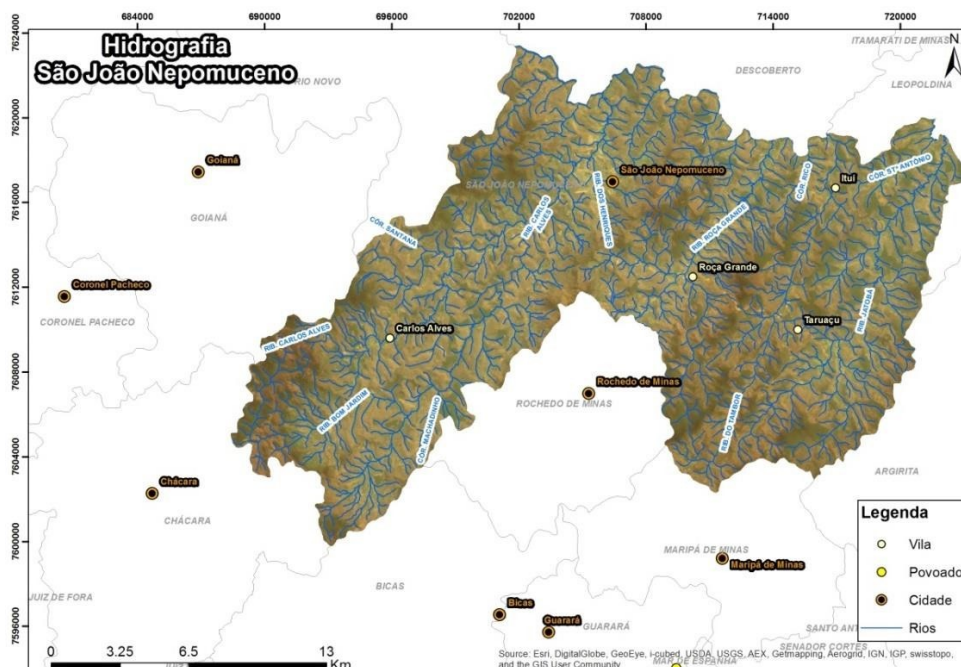 684000
690000
696000
702000
708000
714000
720000
7624000
7620000
7616000
7612000
7608000
7604000
7600000
7596000
Hidrografia
São João Nepomuceno
N
ITAMARATI DE MINAS
RIO NOVO
DESCOBERTO
LEOPOLDINA
Goianá
GOIANÁ
São João Nepomuceno
RIB. DOS HENRIQUES
CÓR. RICO
Ituí
CÓR. Stº ANTÔNIO
RIB. CARLOS
ALVES
CÓR. SANTANA
RIB. ROÇA GRANDE
Roça Grande
Coronel Pacheco
CORONEL PACHECO
RIB. CARLOS ALVES
Carlos Alves
RIB. JATOBÁ
Taruaçu
Rochedo de Minas
ROCHEDO DE MINAS
RIB. BOM JARDIM
CÓR. MACHADINHO
RIB. DO TAMBOR
ARGIRITA
Chácara
CHÁCARA
MARIPÁ DE MINAS
Maripá de Minas
BICAS
JUIZ DE FORA
Bicas
Guarará
GUARARÁ
SENADOR CORTES
MAR DE ESPANHA
Legenda
Vila
Povoado
Cidade
Rios
0 3.25 6.5 13
Km
Source: Esri, DigitalGlobe, GeoEye, i-cubed, USDA, USGS, AEX, Getmapping, Aerogrid, IGN, IGP, swisstopo,
and the GIS User Community